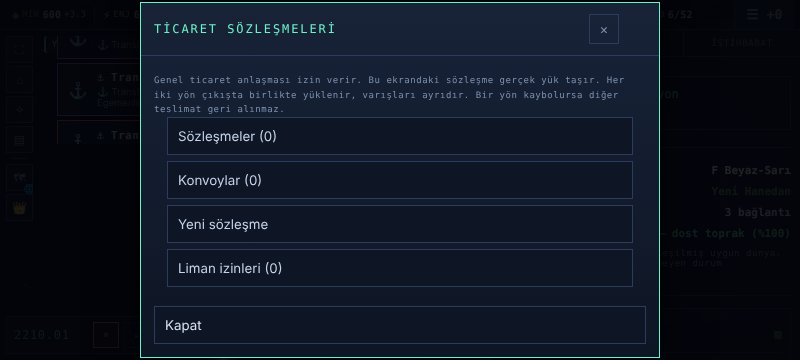 TİCARET SÖZLEŞMELERİ
×
Genel ticaret anlaşması izin verir. Bu ekrandaki sözleşme gerçek yük taşır. Her
iki yön çıkışta birlikte yüklenir, varışları ayrıdır. Bir yön kaybolursa diğer
teslimat geri alınmaz.
Sözleşmeler (0)
Konvoylar (0)
Yeni sözleşme
Liman izinleri (0)
Kapat
İSTİHBARAT
F Beyaz-Sarı
Yeni Hanedan
3 bağlantı
dost toprak (%100)
2210.01